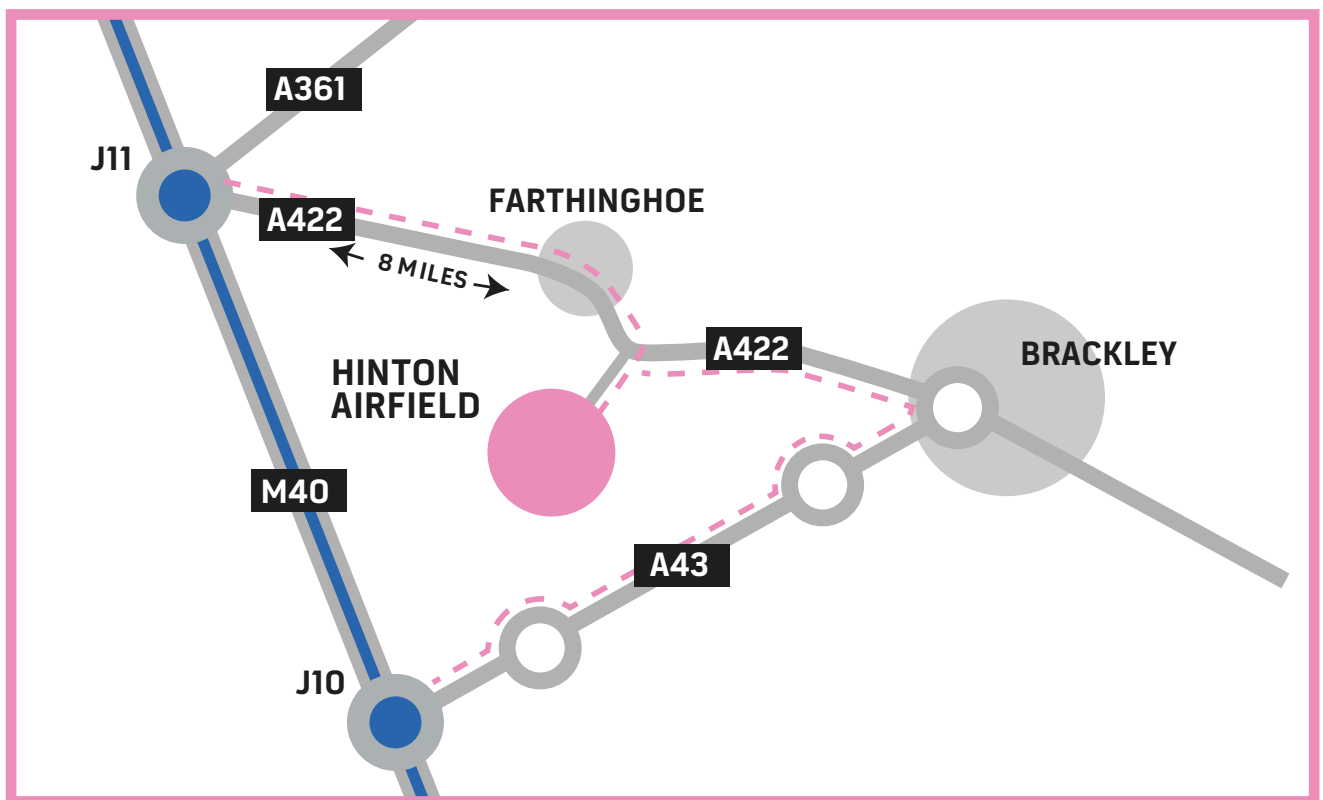 A361
J11
FARTHINGHOE
A422
8 MILES
A422
BRACKLEY
HINTON
AIRFIELD
M40
A43
J10